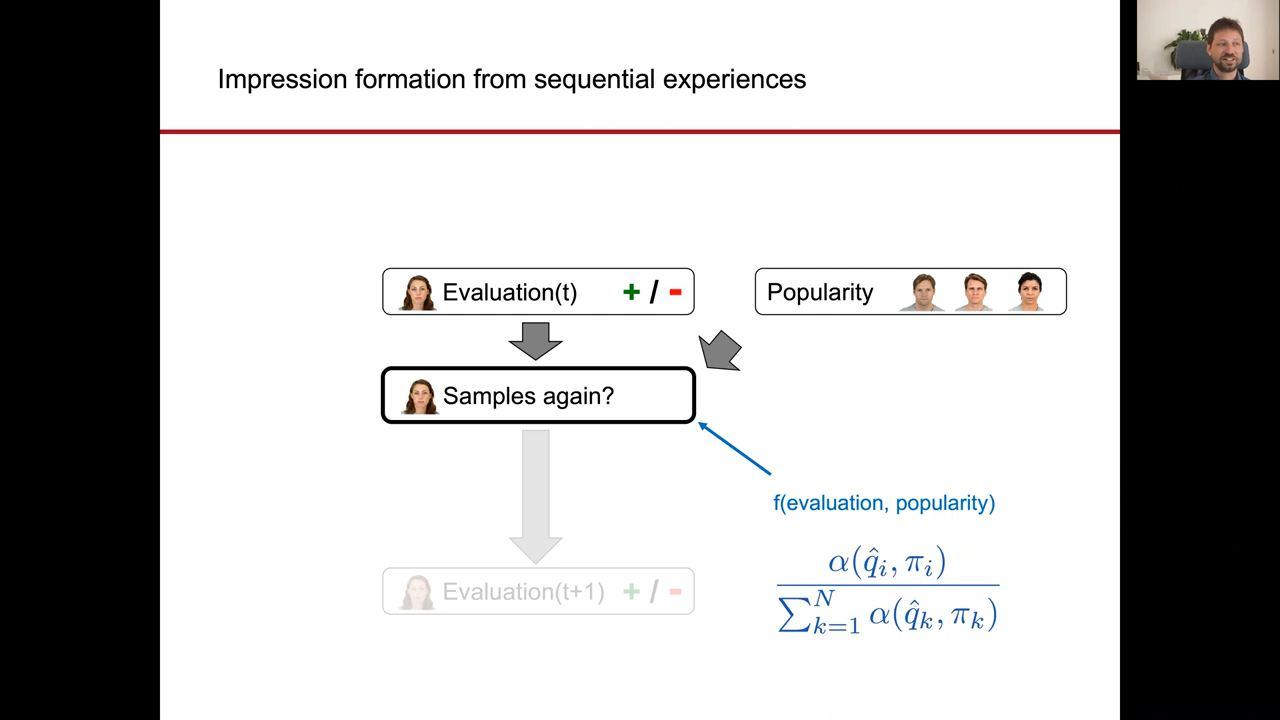 Impression formation from sequential experiences
Evaluation(t) + / -
Popularity
Samples again?
f(evaluation, popularity)
α(q̂ᵢ, πᵢ)
∑ᴺₖ₌₁ α(q̂ₖ, πₖ)
Evaluation(t+1) + / -